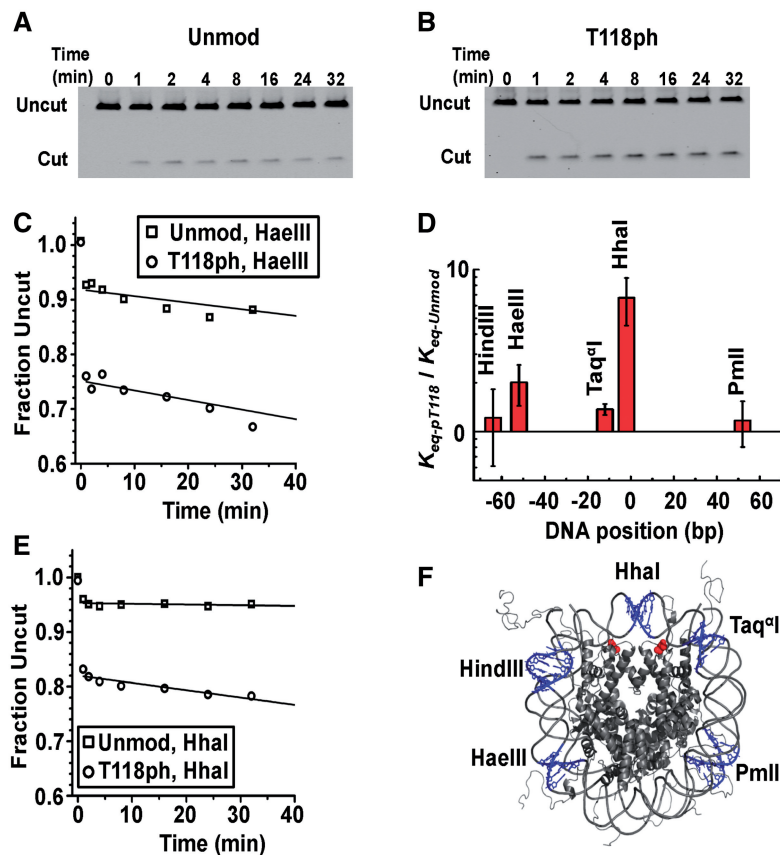 A
Unmod
Time
(min) 0 1 2 4 8 16 24 32
Uncut
Cut
B
T118ph
Time
(min) 0 1 2 4 8 16 24 32
Uncut
Cut
C
Unmod, HaeIII
T118ph, HaeIII
Fraction Uncut
1.0
0.9
0.8
0.7
0.6
0 10 20 30 40
Time (min)
D
Keq-pT118 / Keq-Unmod
10
0
HindIII
HaeIII
TaqαI
HhaI
PmlI
-60 -40 -20 0 20 40 60
DNA position (bp)
E
Fraction Uncut
1.0
0.9
0.8
0.7
0.6
Unmod, HhaI
T118ph, HhaI
0 10 20 30 40
Time (min)
F
HhaI
TaqαI
HindIII
HaeIII
PmlI